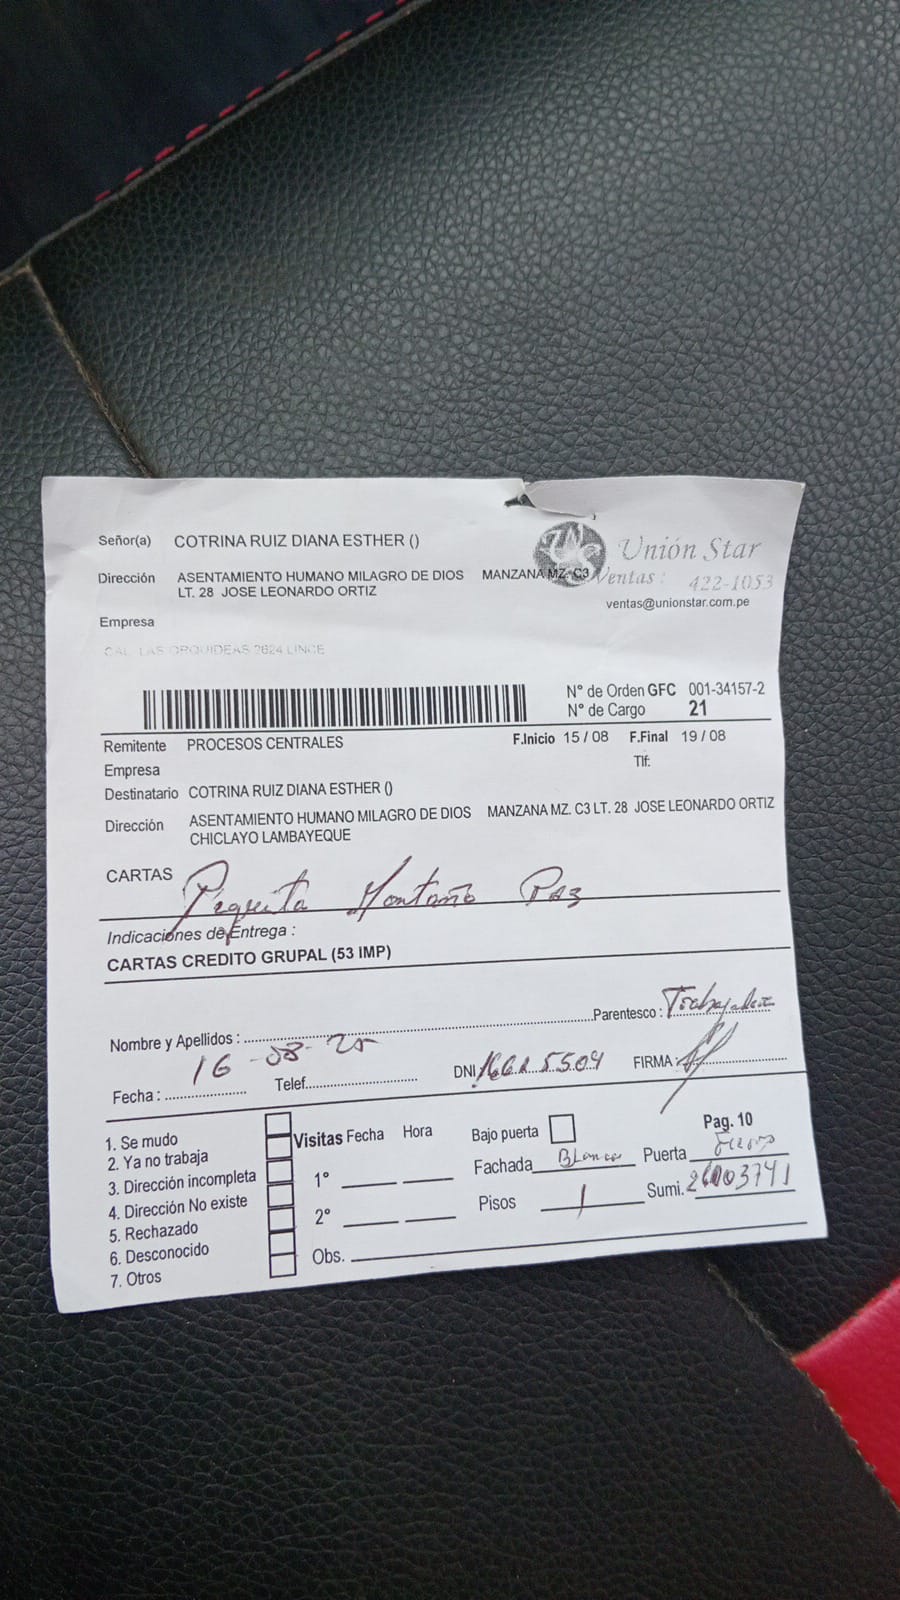 Señor(a) COTRINA RUIZ DIANA ESTHER ()
Unión Star
Dirección ASENTAMIENTO HUMANO MILAGRO DE DIOS MANZANA MZ. C3
LT. 28 JOSE LEONARDO ORTIZ
Ventas : 422-1053
ventas@unionstar.com.pe
Empresa
CAL. LAS ORQUIDEAS 2624 LINCE
N° de Orden GFC 001-34157-2
N° de Cargo 21
Remitente PROCESOS CENTRALES F.Inicio 15 / 08 F.Final 19 / 08
Empresa Tlf:
Destinatario COTRINA RUIZ DIANA ESTHER ()
Dirección ASENTAMIENTO HUMANO MILAGRO DE DIOS MANZANA MZ. C3 LT. 28 JOSE LEONARDO ORTIZ
CHICLAYO LAMBAYEQUE
CARTAS Montaño Paz
Indicaciones de Entrega :
CARTAS CREDITO GRUPAL (53 IMP)
Nombre y Apellidos : Parentesco :
Fecha : 16-08-25 Telef. DNI FIRMA:
1. Se mudo
2. Ya no trabaja
3. Dirección incompleta
4. Dirección No existe
5. Rechazado
6. Desconocido
7. Otros
Visitas Fecha Hora
1°
2°
Obs.
Bajo puerta Pag. 10
Fachada Blanco Puerta
Pisos 1 Sumi.